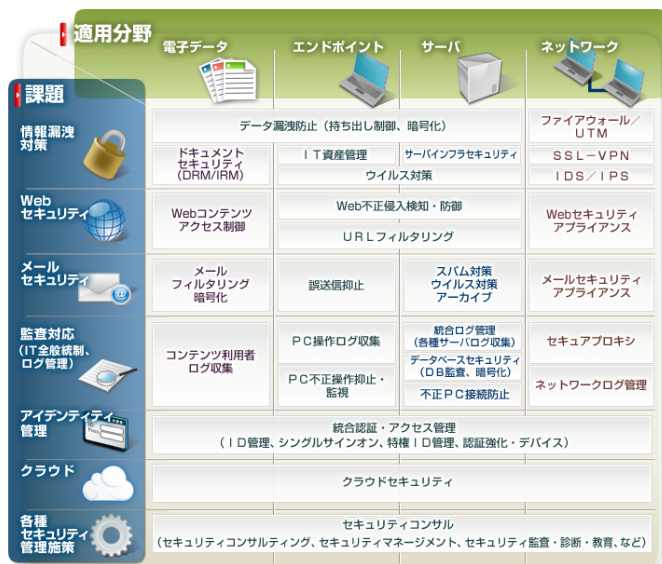 適用分野
電子データ
エンドポイント
サーバ
ネットワーク
課題
情報漏洩
対策
データ漏洩防止（持ち出し制御、暗号化）
ファイアウォール／
ＵＴＭ
ドキュメント
セキュリティ
（DRM/IRM）
ＩＴ資産管理
サーバインフラセキュリティ
ＳＳＬ－ＶＰＮ
ウイルス対策
ＩＤＳ／ＩＰＳ
Web
セキュリティ
Webコンテンツ
アクセス制御
Web不正侵入検知・防御
ＵＲＬフィルタリング
Webセキュリティ
アプライアンス
メール
セキュリティ
メール
フィルタリング
暗号化
誤送信抑止
スパム対策
ウイルス対策
アーカイブ
メールセキュリティ
アプライアンス
監査対応
（IT全般統制、
ログ管理）
コンテンツ利用者
ログ収集
ＰＣ操作ログ収集
ＰＣ不正操作抑止・
監視
統合ログ管理
（各種サーバログ収集）
データベースセキュリティ
（ＤＢ監査、暗号化）
不正ＰＣ接続防止
セキュアプロキシ
ネットワークログ管理
アイデンティティ
管理
統合認証・アクセス管理
（ＩＤ管理、シングルサインオン、特権ＩＤ管理、認証強化・デバイス）
クラウド
クラウドセキュリティ
各種
セキュリティ
管理施策
セキュリティコンサル
（セキュリティコンサルティング、セキュリティマネージメント、セキュリティ監査・診断・教育、など）